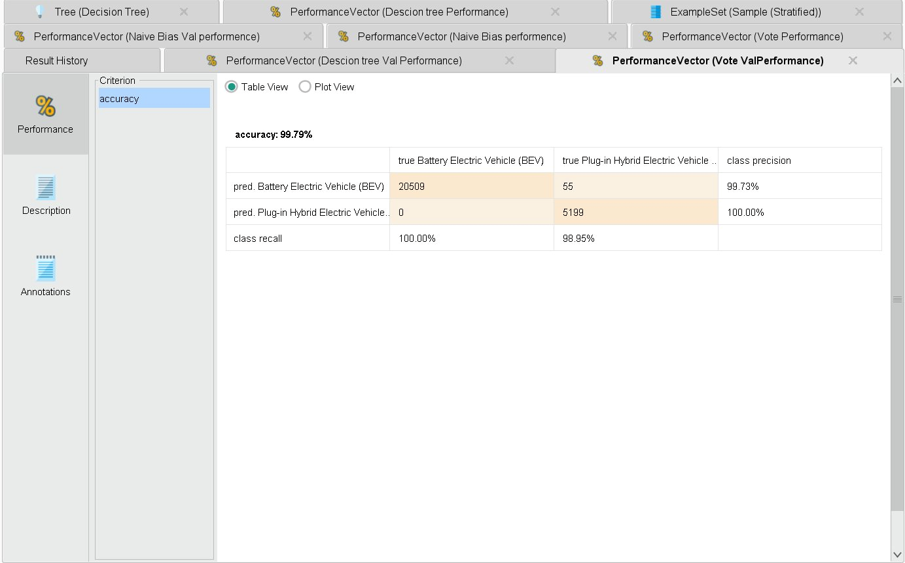 Tree (Decision Tree)
PerformanceVector (Descion tree Performance)
ExampleSet (Sample (Stratified))
PerformanceVector (Naive Bias Val performence)
PerformanceVector (Naive Bias performence)
PerformanceVector (Vote Performance)
Result History
PerformanceVector (Descion tree Val Performance)
PerformanceVector (Vote ValPerformance)
%
Performance
Description
Annotations
Criterion
accuracy
Table View
Plot View
accuracy: 99.79%
true Battery Electric Vehicle (BEV) true Plug-in Hybrid Electric Vehicle ... class precision
pred. Battery Electric Vehicle (BEV) 20509 55 99.73%
pred. Plug-in Hybrid Electric Vehicle... 0 5199 100.00%
class recall 100.00% 98.95%